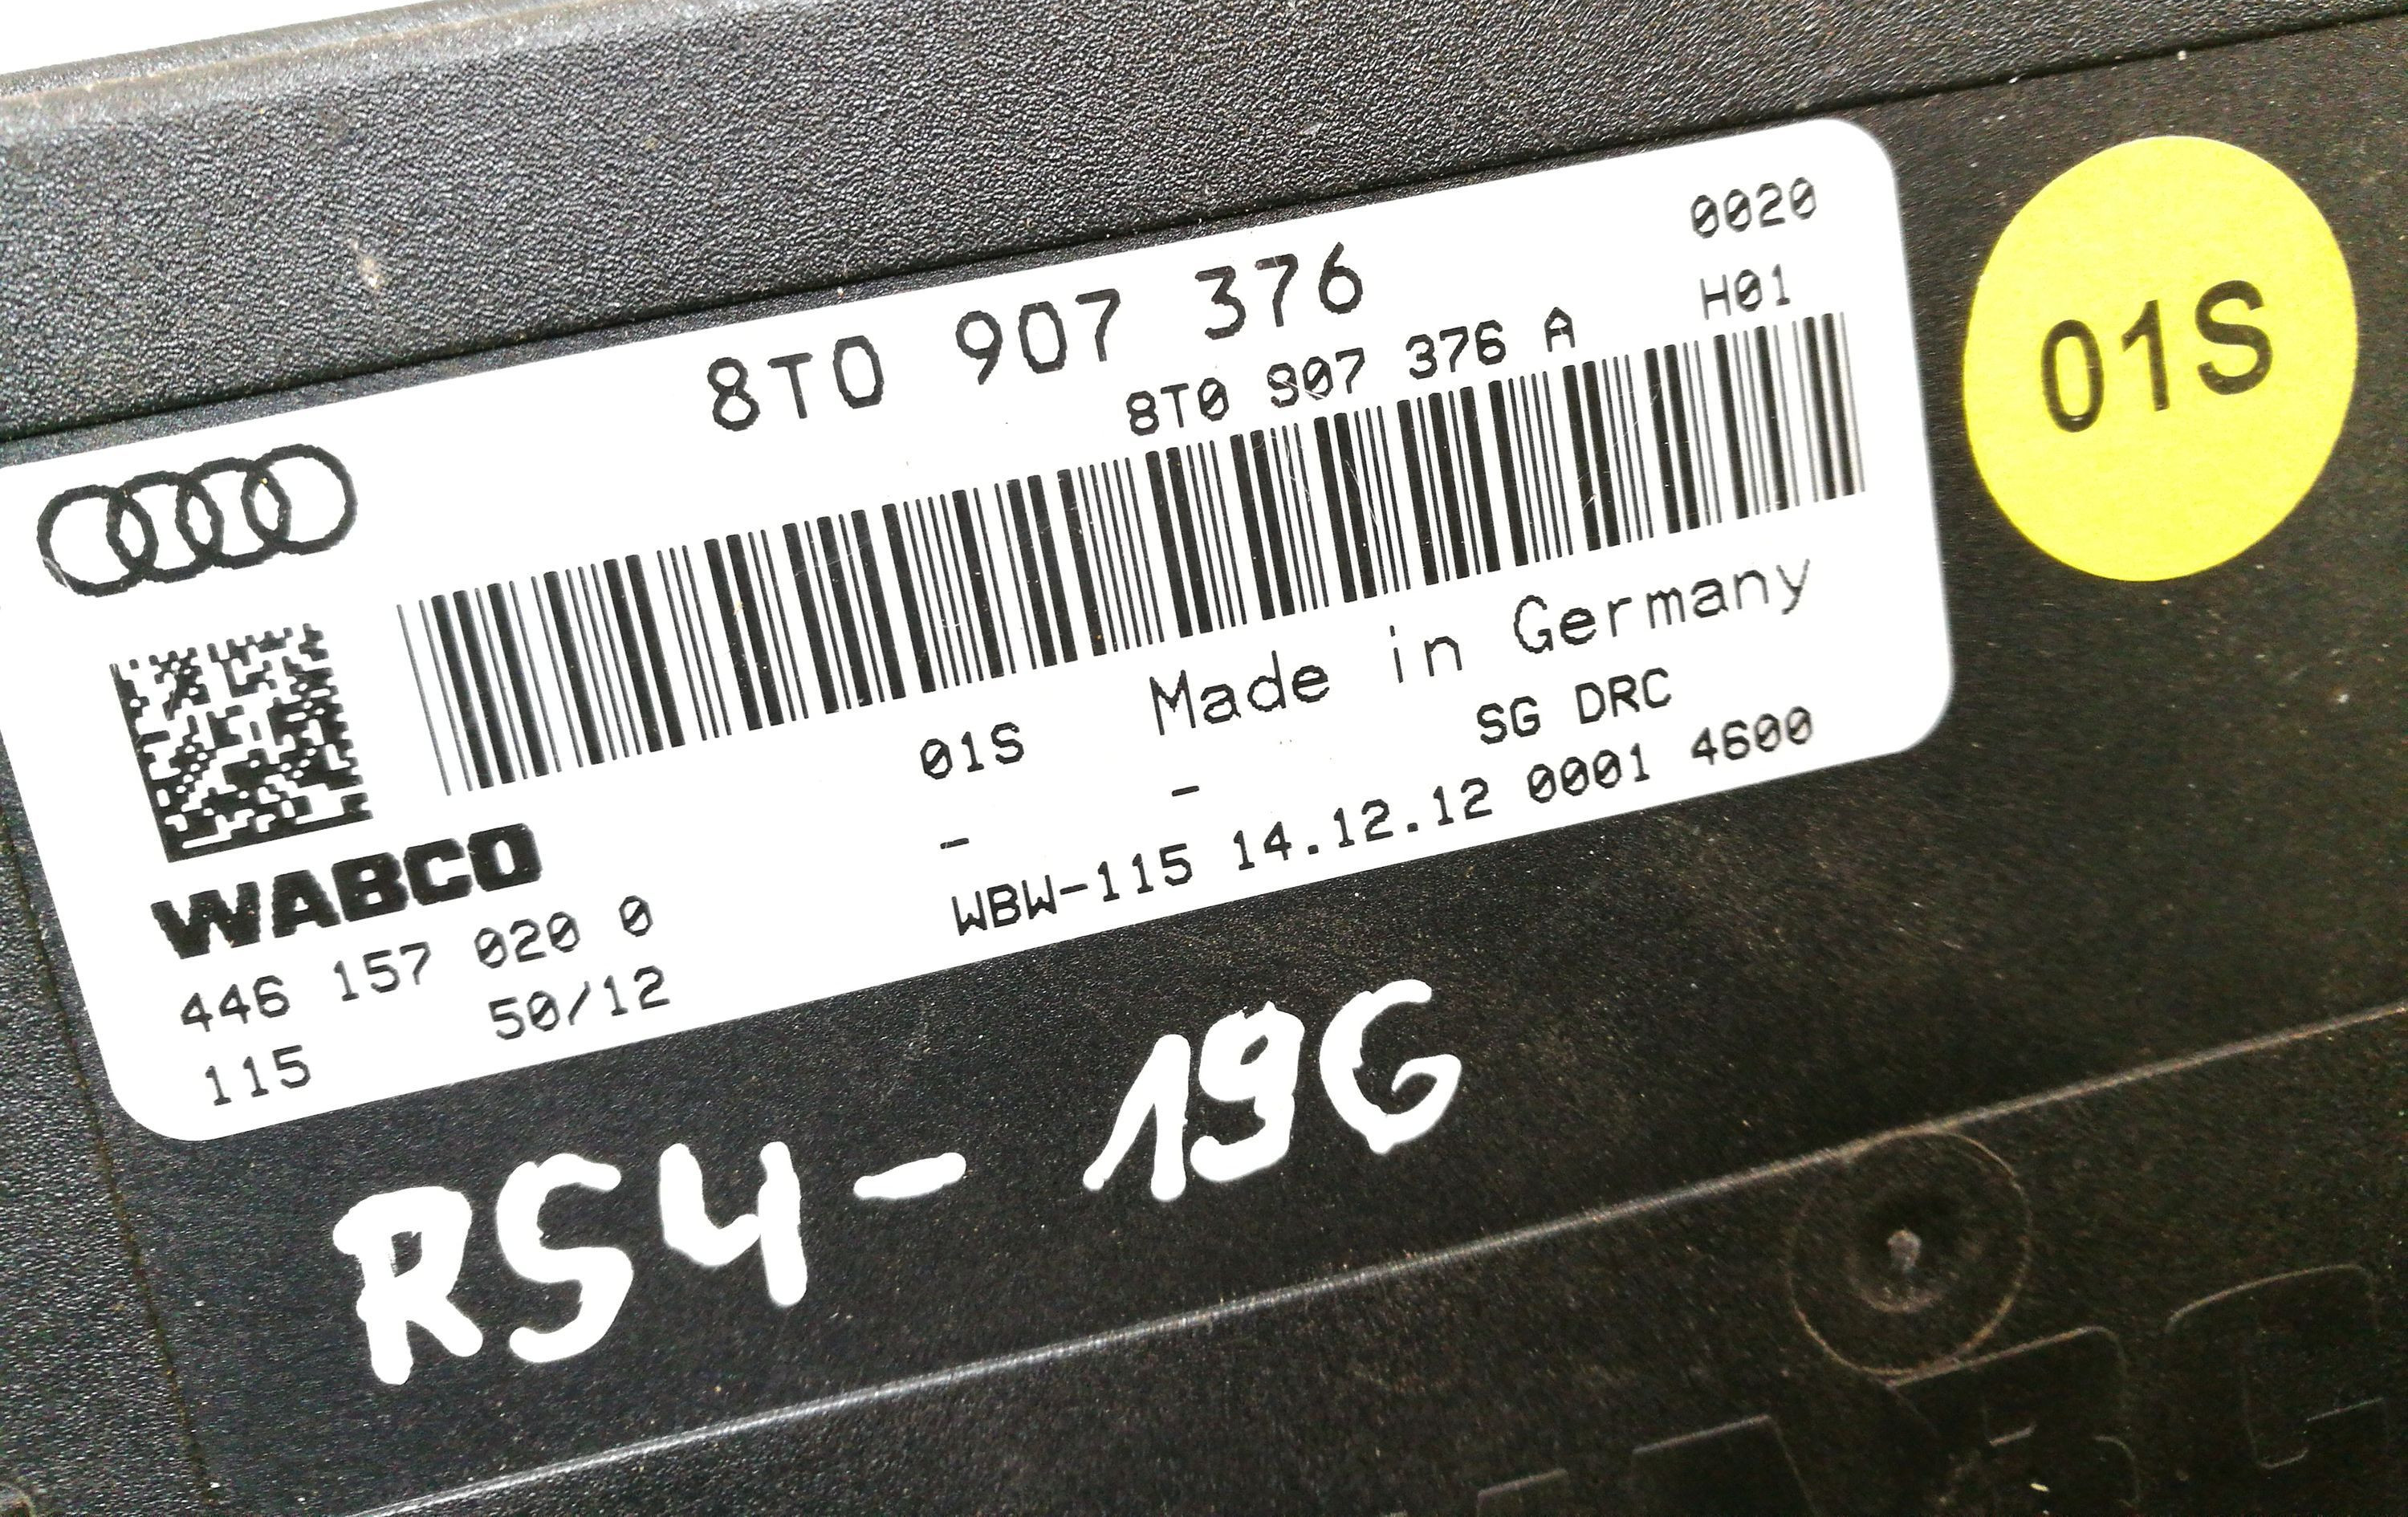 0020
8T0 907 376
H01
8T0 907 376 A
01S
Made in Germany
01S
SG DRC
- -
WBW-115 14.12.12 0001 4600
WABCO
446 157 020 0
115 50/12
RS4 - 196